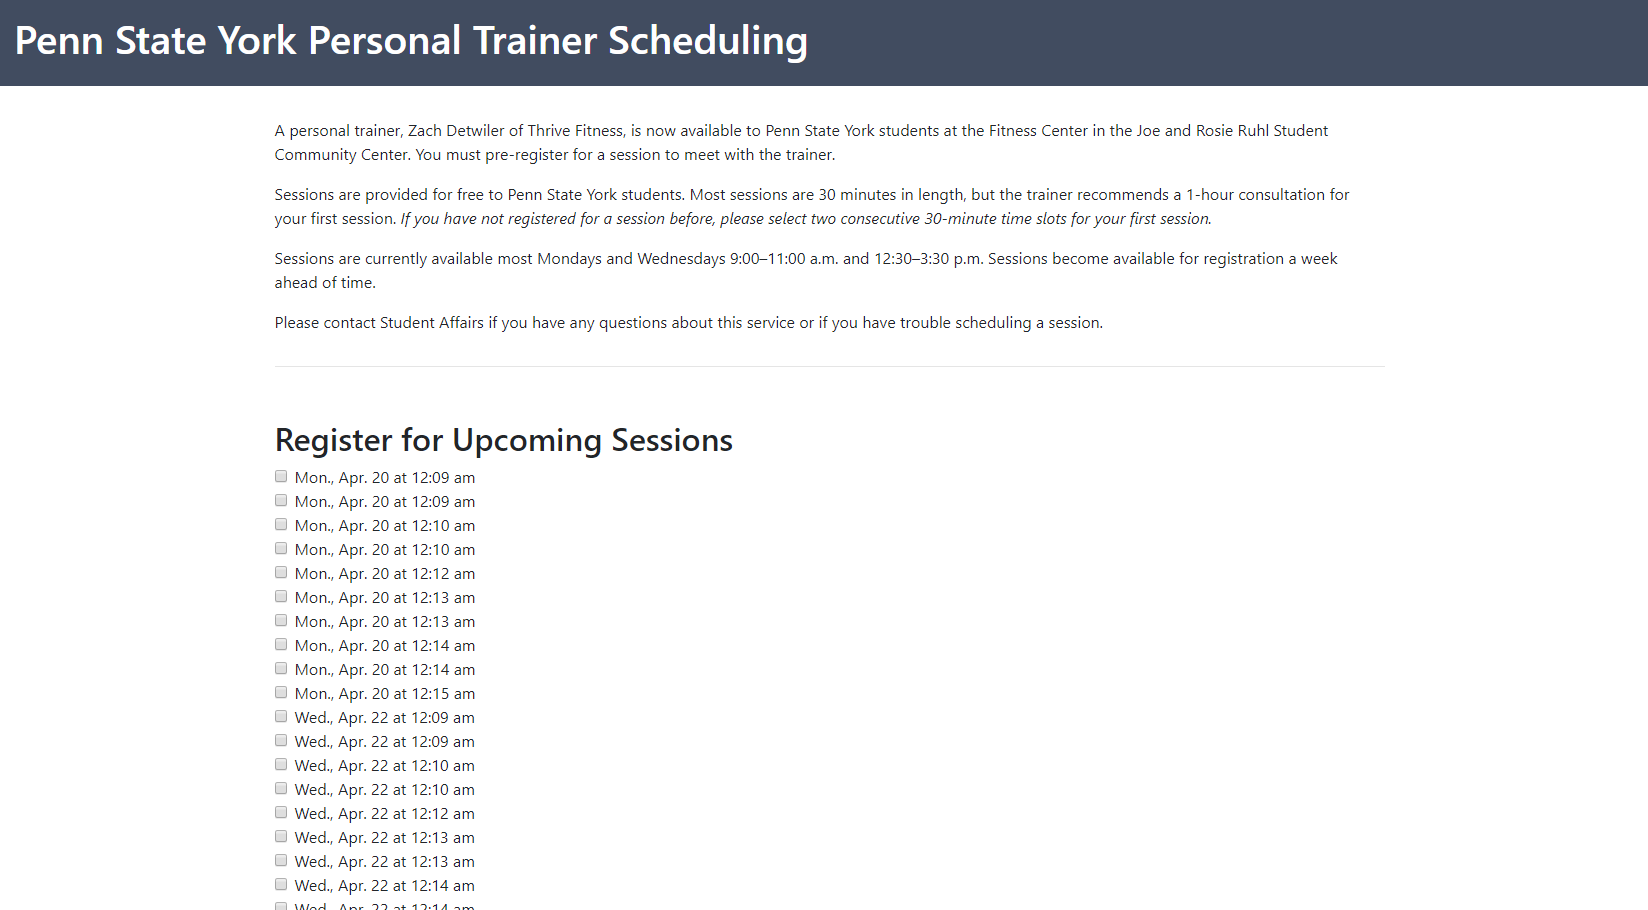 Penn State York Personal Trainer Scheduling
A personal trainer, Zach Detwiler of Thrive Fitness, is now available to Penn State York students at the Fitness Center in the Joe and Rosie Ruhl Student
Community Center. You must pre-register for a session to meet with the trainer.
Sessions are provided for free to Penn State York students. Most sessions are 30 minutes in length, but the trainer recommends a 1-hour consultation for
your first session. If you have not registered for a session before, please select two consecutive 30-minute time slots for your first session.
Sessions are currently available most Mondays and Wednesdays 9:00–11:00 a.m. and 12:30–3:30 p.m. Sessions become available for registration a week
ahead of time.
Please contact Student Affairs if you have any questions about this service or if you have trouble scheduling a session.
Register for Upcoming Sessions
Mon., Apr. 20 at 12:09 am
Mon., Apr. 20 at 12:09 am
Mon., Apr. 20 at 12:10 am
Mon., Apr. 20 at 12:10 am
Mon., Apr. 20 at 12:12 am
Mon., Apr. 20 at 12:13 am
Mon., Apr. 20 at 12:13 am
Mon., Apr. 20 at 12:14 am
Mon., Apr. 20 at 12:14 am
Mon., Apr. 20 at 12:15 am
Wed., Apr. 22 at 12:09 am
Wed., Apr. 22 at 12:09 am
Wed., Apr. 22 at 12:10 am
Wed., Apr. 22 at 12:10 am
Wed., Apr. 22 at 12:12 am
Wed., Apr. 22 at 12:13 am
Wed., Apr. 22 at 12:13 am
Wed., Apr. 22 at 12:14 am
Wed., Apr. 22 at 12:14 am